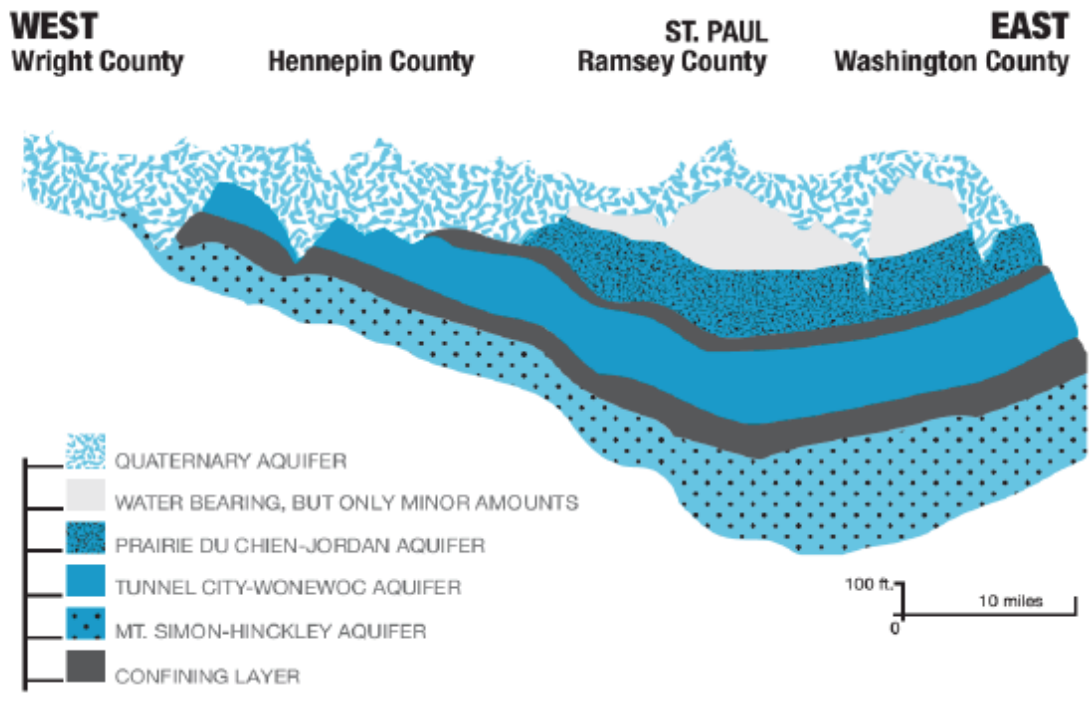 WEST
Wright County
Hennepin County
ST. PAUL
Ramsey County
EAST
Washington County
QUATERNARY AQUIFER
WATER BEARING, BUT ONLY MINOR AMOUNTS
PRAIRIE DU CHIEN-JORDAN AQUIFER
TUNNEL CITY-WONEWOC AQUIFER
MT. SIMON-HINCKLEY AQUIFER
CONFINING LAYER
100 ft.
10 miles
0